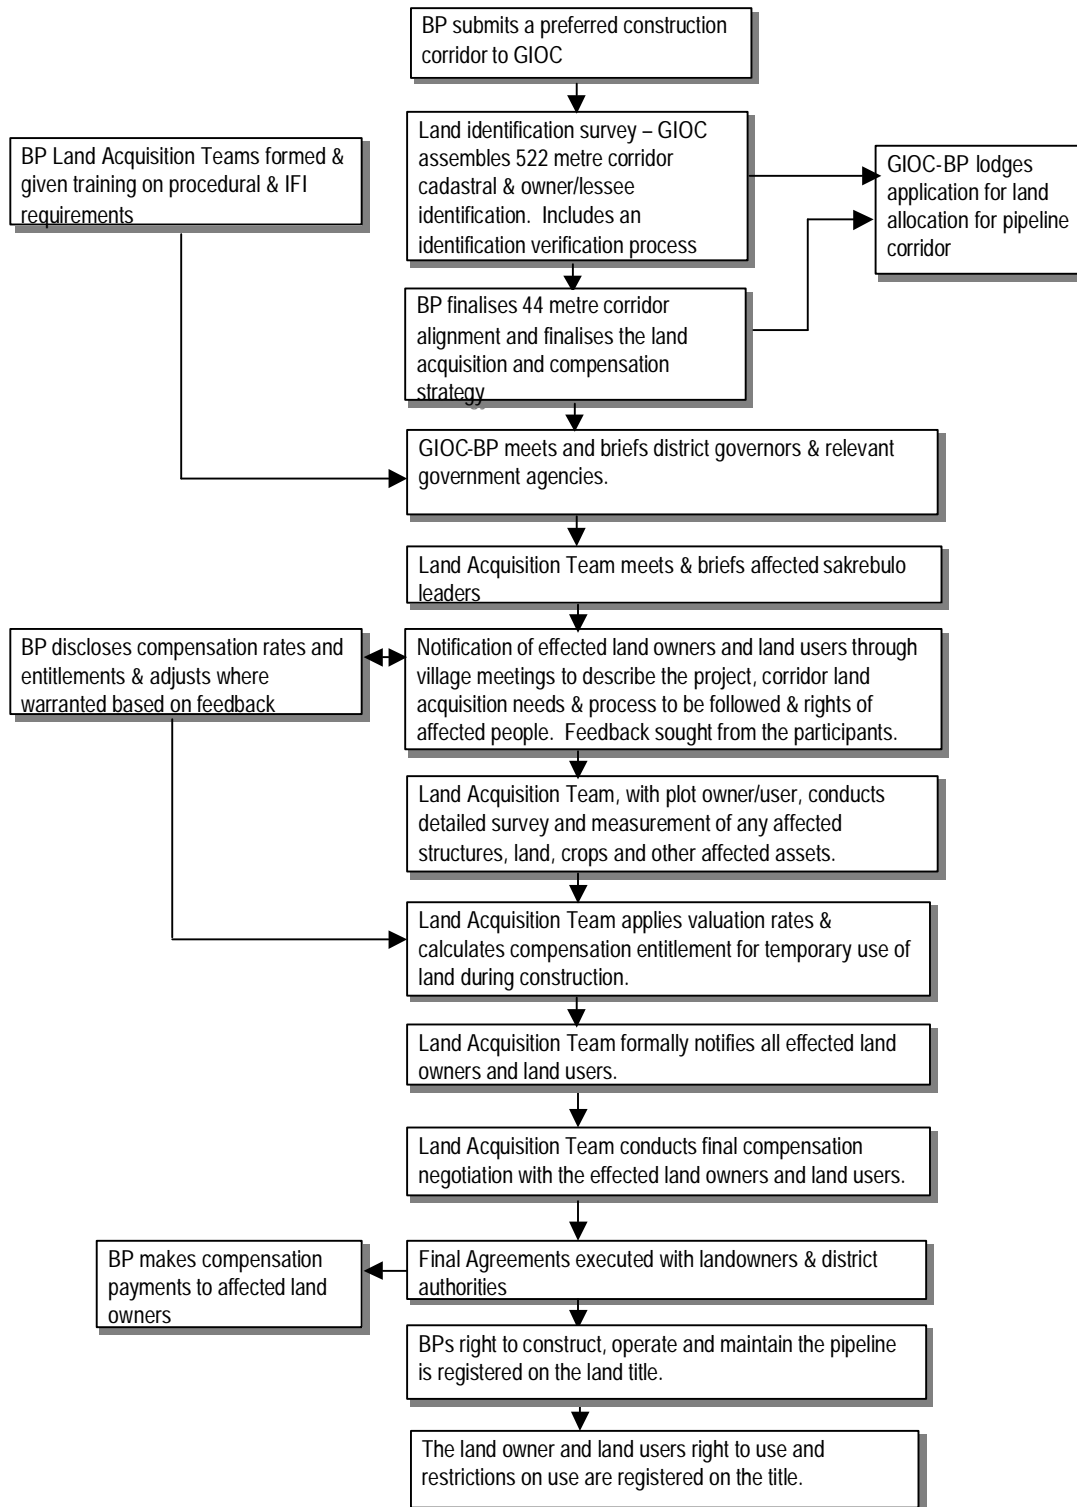 BP submits a preferred construction
corridor to GIOC
Land identification survey – GIOC
assembles 522 metre corridor
cadastral & owner/lessee
identification. Includes an
identification verification process
BP Land Acquisition Teams formed &
given training on procedural & IFI
requirements
GIOC-BP lodges
application for land
allocation for pipeline
corridor
BP finalises 44 metre corridor
alignment and finalises the land
acquisition and compensation
strategy
GIOC-BP meets and briefs district governors & relevant
government agencies.
Land Acquisition Team meets & briefs affected sakrebulo
leaders
BP discloses compensation rates and
entitlements & adjusts where
warranted based on feedback
Notification of effected land owners and land users through
village meetings to describe the project, corridor land
acquisition needs & process to be followed & rights of
affected people. Feedback sought from the participants.
Land Acquisition Team, with plot owner/user, conducts
detailed survey and measurement of any affected
structures, land, crops and other affected assets.
Land Acquisition Team applies valuation rates &
calculates compensation entitlement for temporary use of
land during construction.
Land Acquisition Team formally notifies all effected land
owners and land users.
Land Acquisition Team conducts final compensation
negotiation with the effected land owners and land users.
BP makes compensation
payments to affected land
owners
Final Agreements executed with landowners & district
authorities
BPs right to construct, operate and maintain the pipeline
is registered on the land title.
The land owner and land users right to use and
restrictions on use are registered on the title.